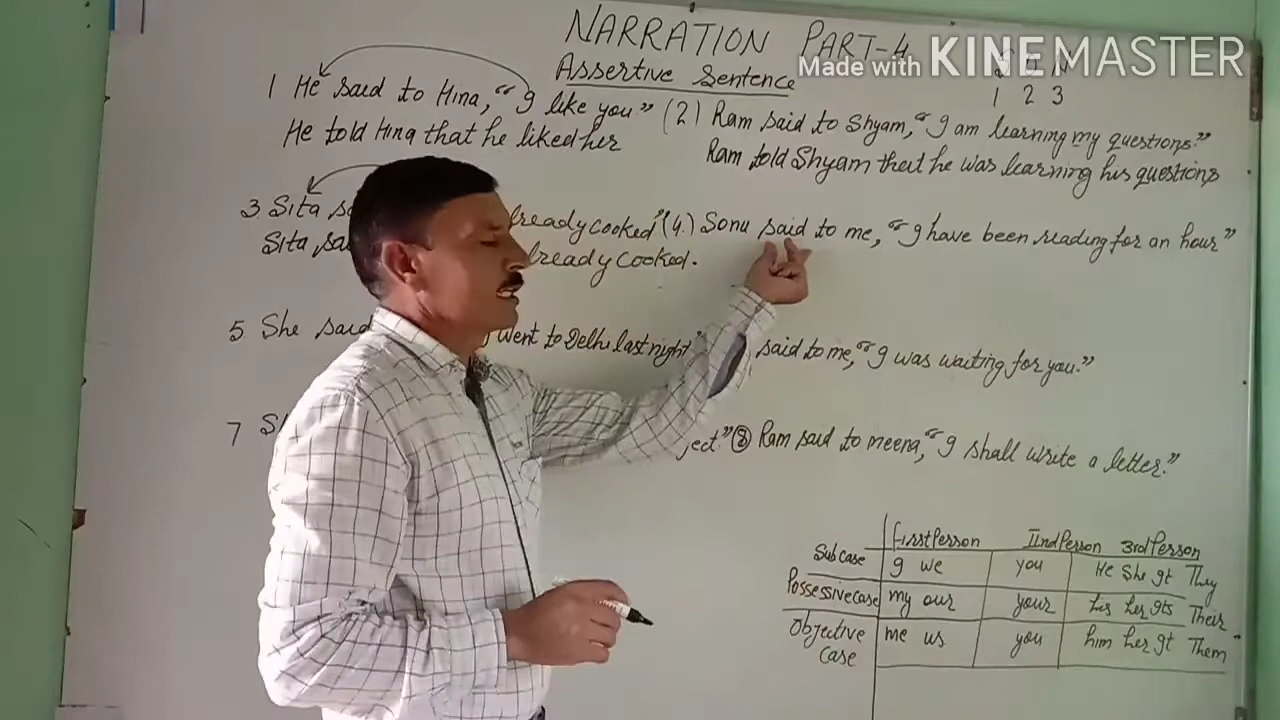 NARRATION PART-4
Made with KINEMASTER
Assertive Sentence
1 2 3
1 He said to Hina, "I like you"
He told Hina that he liked her
(2) Ram said to Shyam, "I am learning my questions."
Ram told Shyam that he was learning his questions
3 Sita lready cooked"
Sita lready cooked.
(4.) Sonu said to me, "I have been reading for an hour"
5 She said went to Delhi last night"
said to me, "I was waiting for you."
7 ject."
(8) Ram said to meena, "I shall write a letter."
First Person IInd Person 3rd Person
Sub case I we you He She It They
Possessive case my our your his her Its Their
Objective case me us you him her It Them